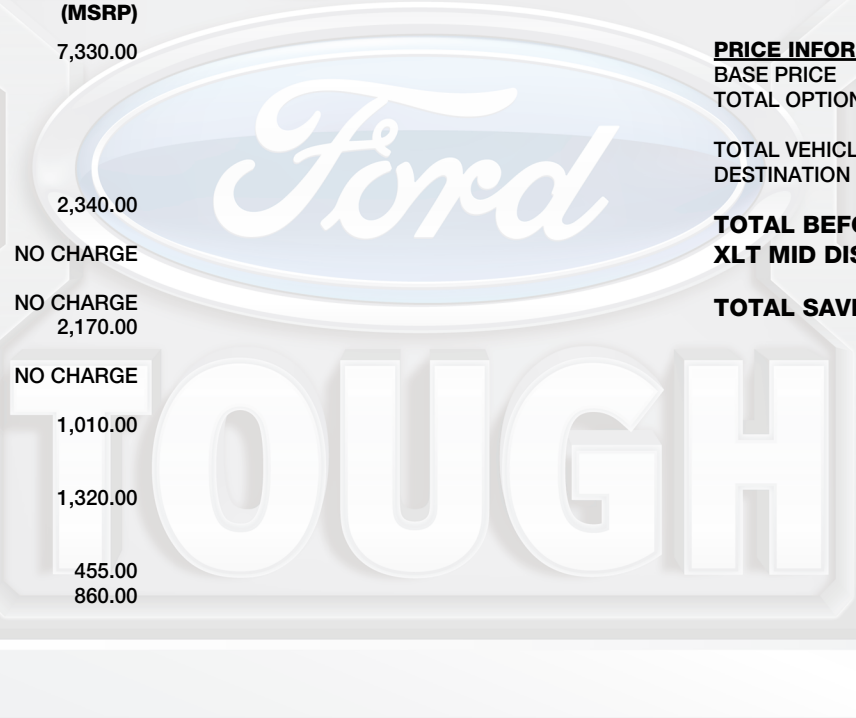 (MSRP)
7,330.00
2,340.00
NO CHARGE
NO CHARGE
2,170.00
NO CHARGE
1,010.00
1,320.00
455.00
860.00
PRICE INFOR
BASE PRICE
TOTAL OPTION
TOTAL VEHICL
DESTINATION
TOTAL BEFO
XLT MID DIS
TOTAL SAVI
Ford
TOUGH